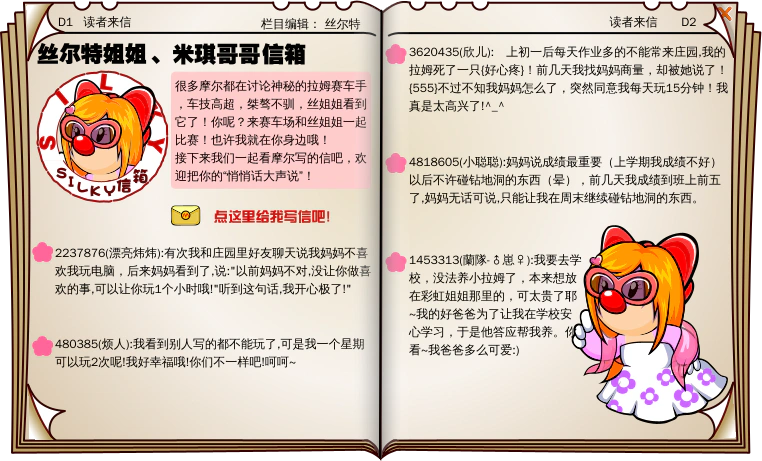 D1 读者来信
栏目编辑： 丝尔特
丝尔特姐姐、米琪哥哥信箱
SILKY
SILKY信箱
很多摩尔都在讨论神秘的拉姆赛车手
，车技高超，桀骜不驯，丝姐姐看到
它了！你呢？来赛车场和丝姐姐一起
比赛！也许我就在你身边哦！
接下来我们一起看摩尔写的信吧，欢
迎把你的“悄悄话大声说”！
点这里给我写信吧!
2237876(漂亮炜炜):有次我和庄园里好友聊天说我妈妈不喜
欢我玩电脑，后来妈妈看到了,说:"以前妈妈不对,没让你做喜
欢的事,可以让你玩1个小时哦!"听到这句话,我开心极了!"
480385(烦人):我看到别人写的都不能玩了,可是我一个星期
可以玩2次呢!我好幸福哦!你们不一样吧!呵呵~
读者来信 D2
3620435(欣儿): 上初一后每天作业多的不能常来庄园,我的
拉姆死了一只{好心疼}！前几天我找妈妈商量，却被她说了！
{555}不过不知我妈妈怎么了，突然同意我每天玩15分钟！我
真是太高兴了!^_^
4818605(小聪聪):妈妈说成绩最重要（上学期我成绩不好）
以后不许碰钻地洞的东西（晕），前几天我成绩到班上前五
了,妈妈无话可说,只能让我在周末继续碰钻地洞的东西。
1453313(蘭隊·♁崽♀):我要去学
校，没法养小拉姆了，本来想放
在彩虹姐姐那里的，可太贵了耶
~我的好爸爸为了让我在学校安
心学习，于是他答应帮我养。你
看~我爸爸多么可爱:)